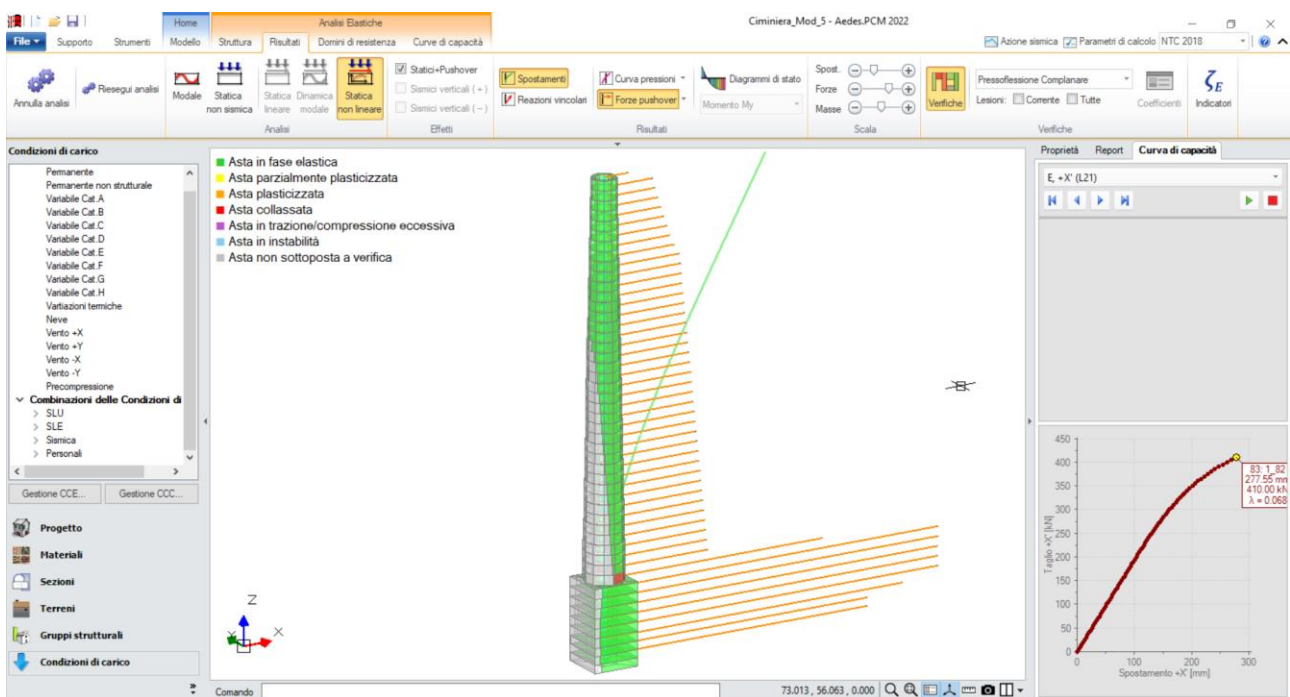 Ciminiera_Mod_5 - Aedes.PCM 2022
Home
Analisi Elastiche
File
Supporto
Strumenti
Modello
Struttura
Risultati
Domini di resistenza
Curve di capacità
Azione sismica
Parametri di calcolo
NTC 2018
Annulla analisi
Riesegui analisi
Modale
Statica non sismica
Statica lineare
Dinamica modale
Statica non lineare
Analisi
Statici+Pushover
Sismici verticali (+)
Sismici verticali (–)
Effetti
Spostamenti
Reazioni vincolari
Curva pressioni
Forze pushover
Diagrammi di stato
Momento My
Risultati
Spost.
Forze
Masse
Scala
Verifiche
Pressoflessione Complanare
Lesioni:
Corrente
Tutte
Coefficienti
Verifiche
ζE
Indicatori
Condizioni di carico
Permanente
Permanente non strutturale
Variabile Cat.A
Variabile Cat.B
Variabile Cat.C
Variabile Cat.D
Variabile Cat.E
Variabile Cat.F
Variabile Cat.G
Variabile Cat.H
Variazioni termiche
Neve
Vento +X
Vento +Y
Vento -X
Vento -Y
Precompressione
Combinazioni delle Condizioni di
SLU
SLE
Sismica
Personali
Gestione CCE...
Gestione CCC...
Progetto
Materiali
Sezioni
Terreni
Gruppi strutturali
Condizioni di carico
Asta in fase elastica
Asta parzialmente plasticizzata
Asta plasticizzata
Asta collassata
Asta in trazione/compressione eccessiva
Asta in instabilità
Asta non sottoposta a verifica
Z
Y
X
Comando
73.013 , 56.063 , 0.000
Proprietà
Report
Curva di capacità
E, +X' (L21)
450
400
350
300
250
200
150
100
50
0
Taglio +X' [kN]
83: 1_82
277.55 mm
410.00 kN
λ = 0.068
0
100
200
300
Spostamento +X' [mm]